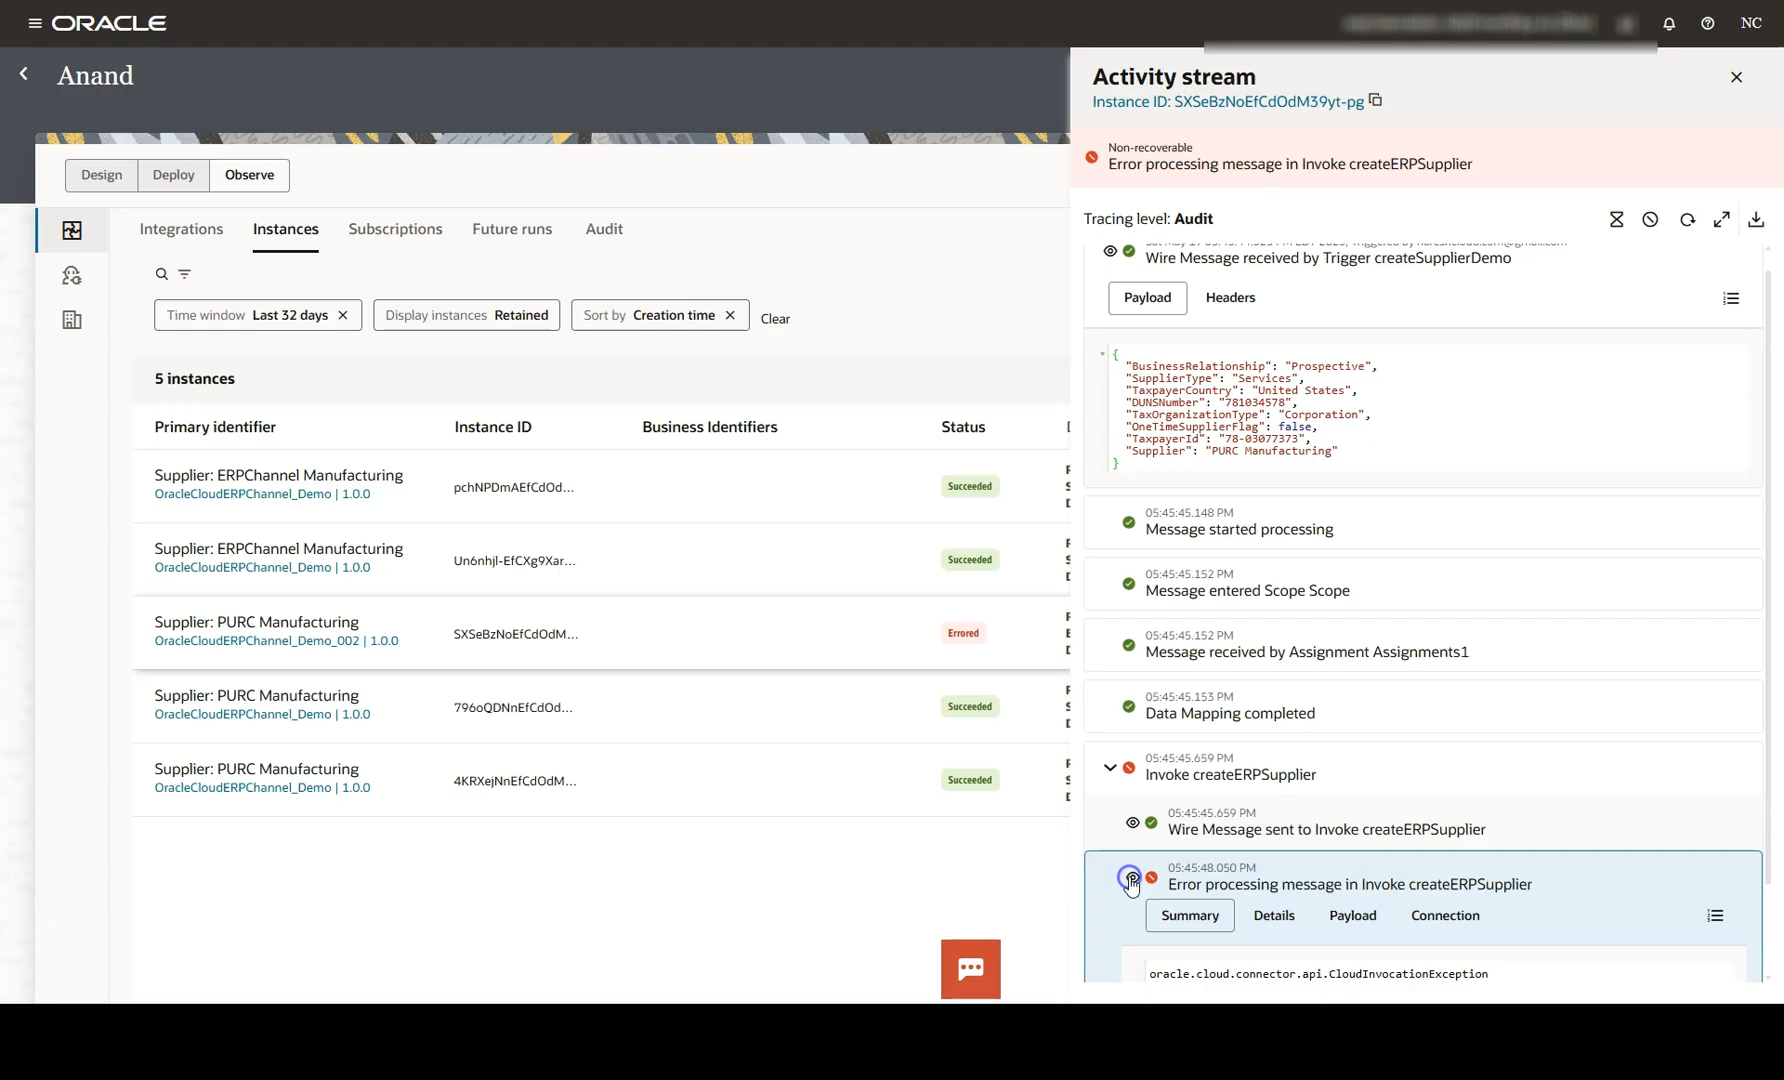 ORACLE
NC
Anand
Design
Deploy
Observe
Integrations
Instances
Subscriptions
Future runs
Audit
Time window Last 32 days
Display instances Retained
Sort by Creation time
Clear
5 instances
Primary identifier
Instance ID
Business Identifiers
Status
Supplier: ERPChannel Manufacturing
OracleCloudERPChannel_Demo | 1.0.0
pchNPDmAEfCdOd...
Succeeded
Supplier: ERPChannel Manufacturing
OracleCloudERPChannel_Demo | 1.0.0
Un6nhjl-EfCXg9Xar...
Succeeded
Supplier: PURC Manufacturing
OracleCloudERPChannel_Demo_002 | 1.0.0
SXSeBzNoEfCdOdM...
Errored
Supplier: PURC Manufacturing
OracleCloudERPChannel_Demo | 1.0.0
796oQDNnEfCdOd...
Succeeded
Supplier: PURC Manufacturing
OracleCloudERPChannel_Demo | 1.0.0
4KRXejNnEfCdOdM...
Succeeded
Activity stream
Instance ID: SXSeBzNoEfCdOdM39yt-pg
Non-recoverable
Error processing message in Invoke createERPSupplier
Tracing level: Audit
Wire Message received by Trigger createSupplierDemo
Payload
Headers
{
"BusinessRelationship": "Prospective",
"SupplierType": "Services",
"TaxpayerCountry": "United States",
"DUNSNumber": "781034578",
"TaxOrganizationType": "Corporation",
"OneTimeSupplierFlag": false,
"TaxpayerId": "78-03077373",
"Supplier": "PURC Manufacturing"
}
05:45:45.148 PM
Message started processing
05:45:45.152 PM
Message entered Scope Scope
05:45:45.152 PM
Message received by Assignment Assignments1
05:45:45.153 PM
Data Mapping completed
05:45:45.659 PM
Invoke createERPSupplier
05:45:45.659 PM
Wire Message sent to Invoke createERPSupplier
05:45:48.050 PM
Error processing message in Invoke createERPSupplier
Summary
Details
Payload
Connection
oracle.cloud.connector.api.CloudInvocationException